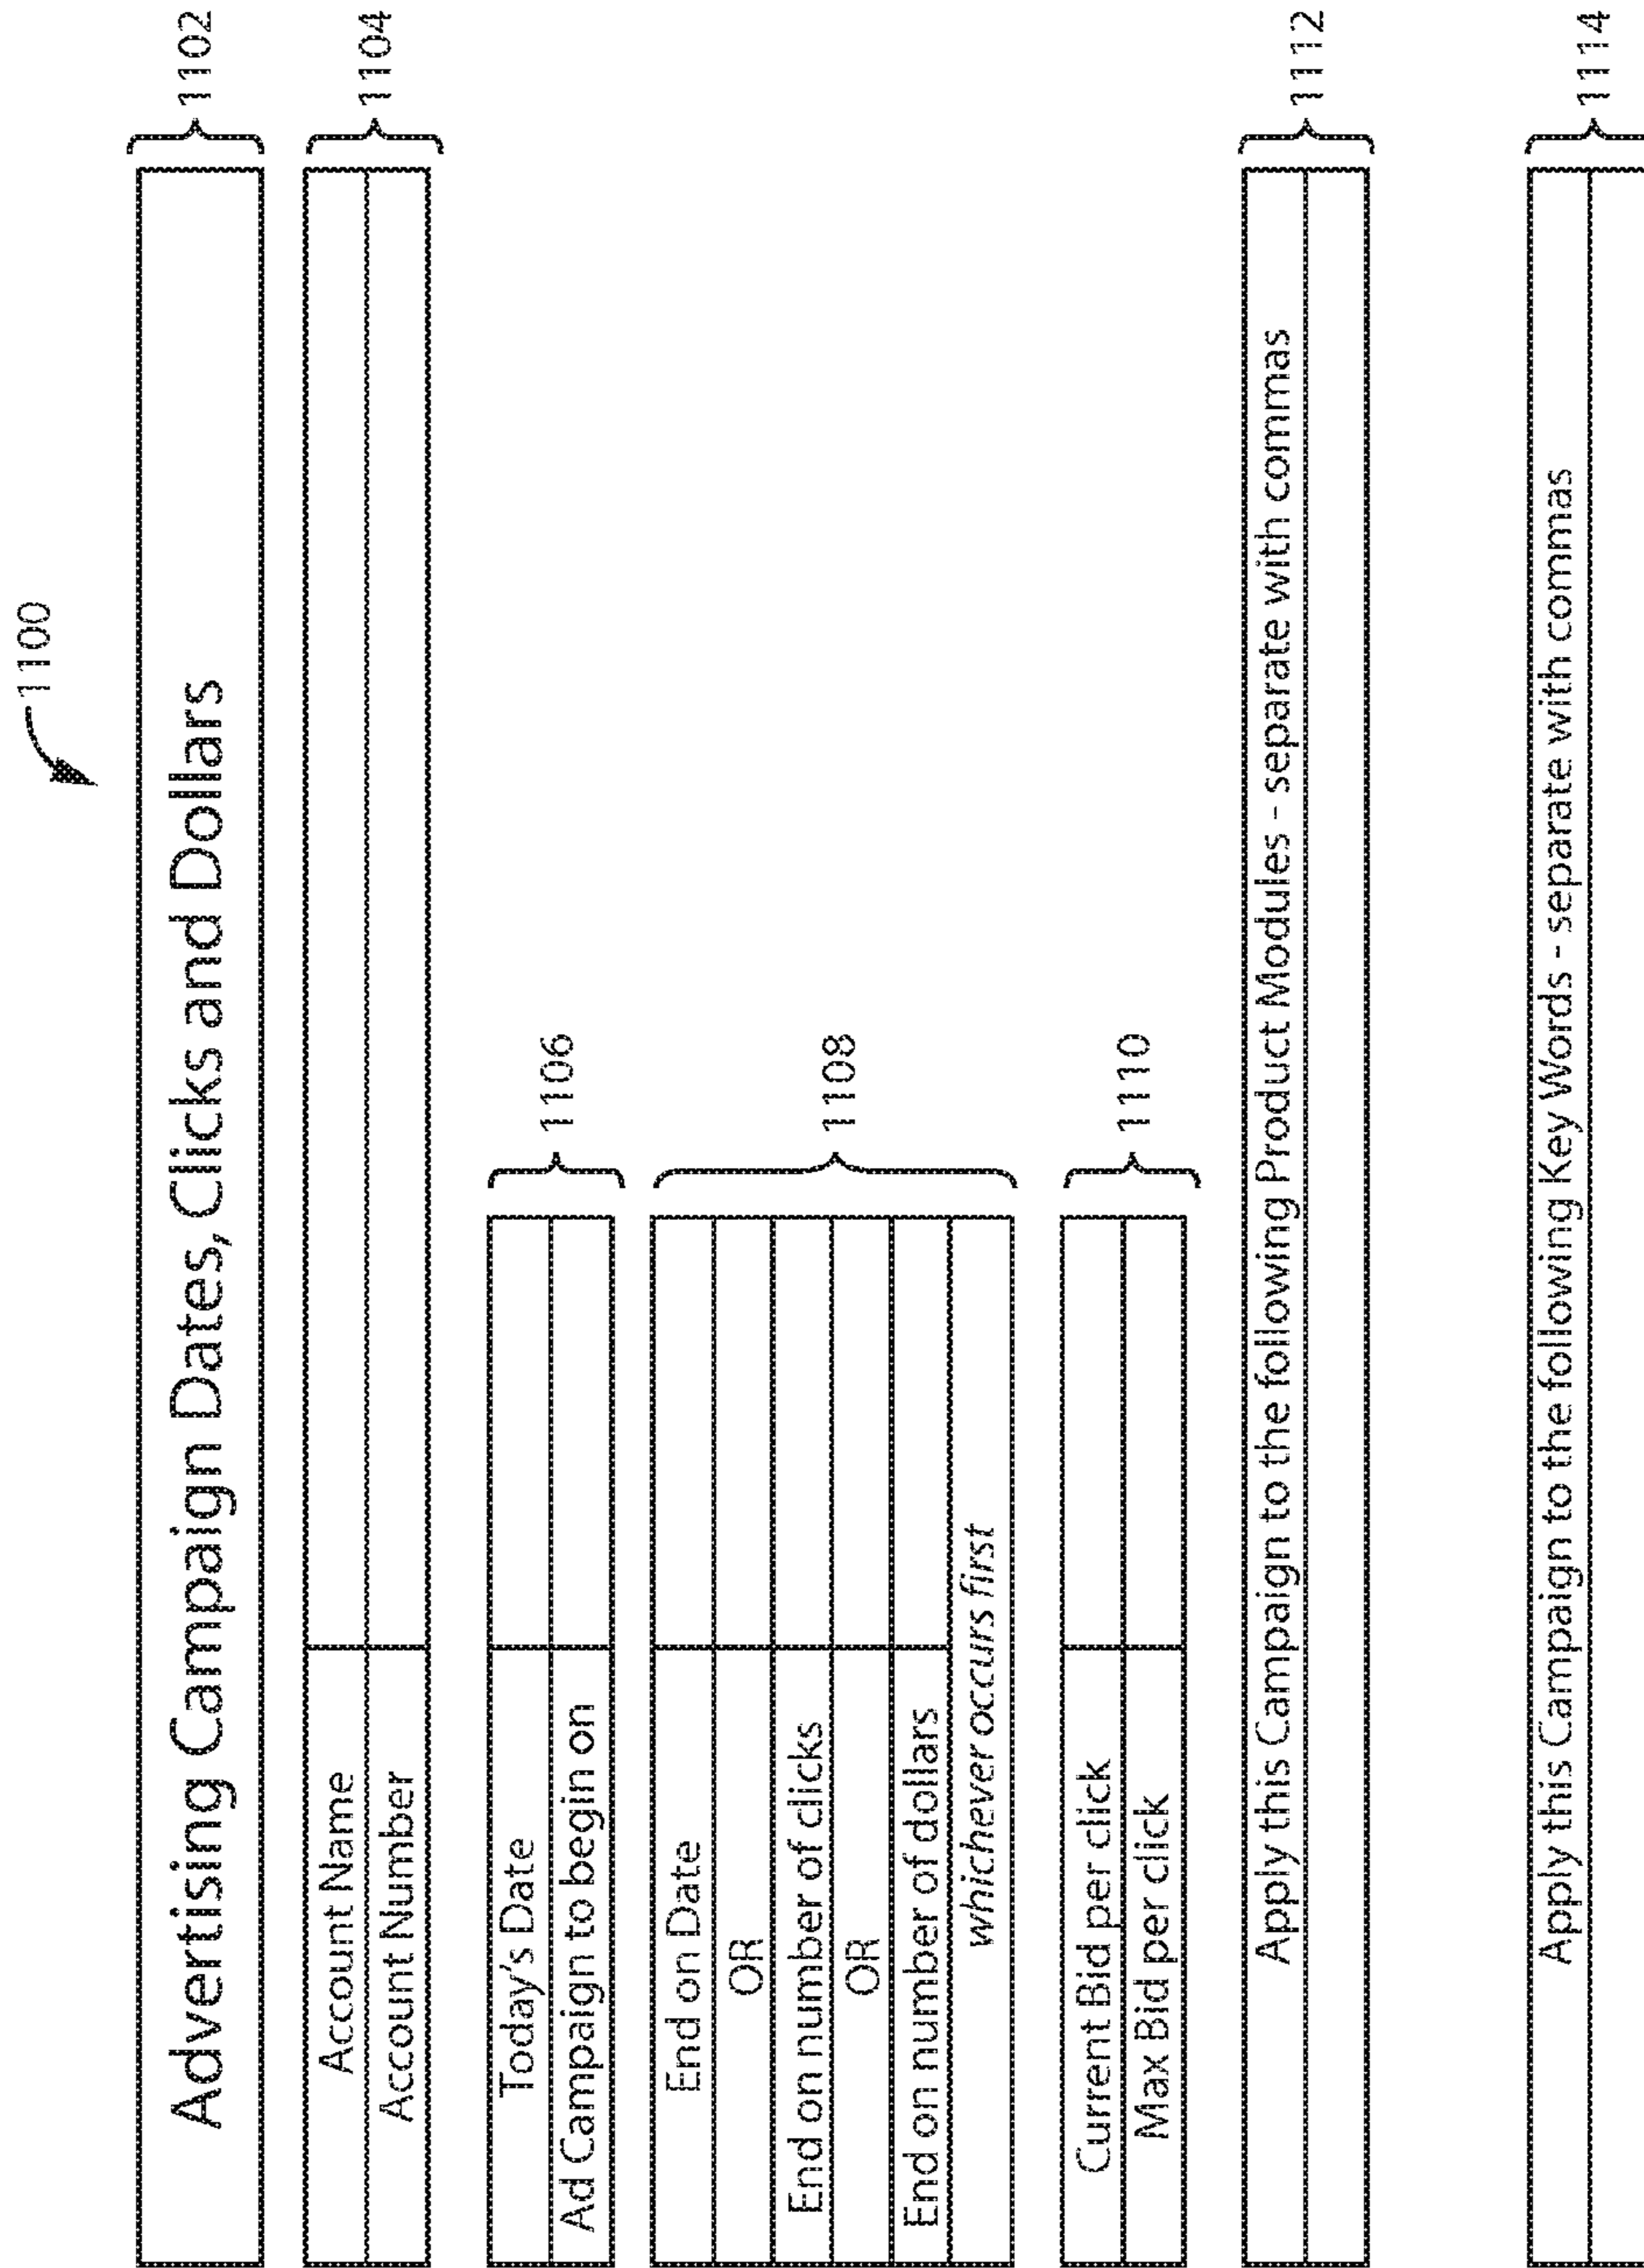 1100
Advertising Campaign Dates, Clicks and Dollars 1102
Account Name
Account Number
1104
Today's Date
Ad Campaign to begin on
1106
End on Date
OR
End on number of clicks
OR
End on number of dollars
whichever occurs first
1108
Current Bid per click
Max Bid per click
1110
Apply this Campaign to the following Product Modules - separate with commas
1112
Apply this Campaign to the following Key Words - separate with commas
1114